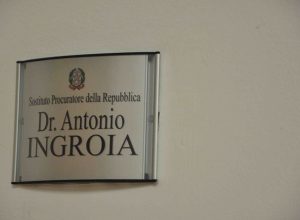 Sostituto Procuratore della Repubblica
Dr. Antonio
INGROIA